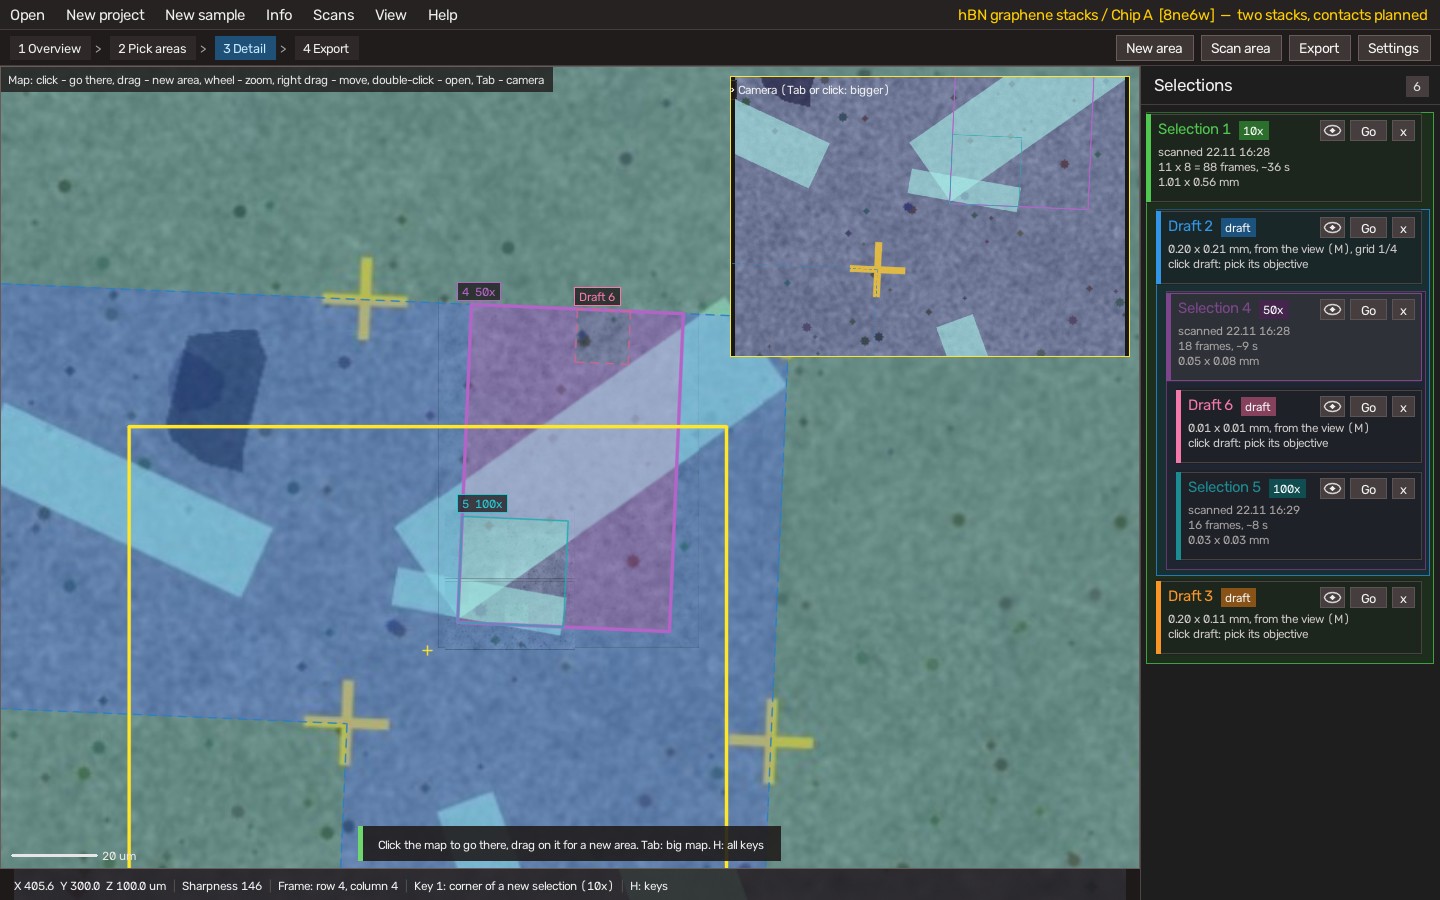 Open New project New sample Info Scans View Help
hBN graphene stacks / Chip A [8ne6w] — two stacks, contacts planned
1 Overview > 2 Pick areas > 3 Detail > 4 Export
New area Scan area Export Settings
Map: click - go there, drag - new area, wheel - zoom, right drag - move, double-click - open, Tab - camera
Camera (Tab or click: bigger)
4 50x
Draft 6
5 100x
20 um
Click the map to go there, drag on it for a new area. Tab: big map. H: all keys
X 405.6 Y 300.0 Z 100.0 um Sharpness 146 Frame: row 4, column 4 Key 1: corner of a new selection (10x) H: keys
Selections 6
Selection 1 10x Go x
scanned 22.11 16:28
11 x 8 = 88 frames, ~36 s
1.01 x 0.56 mm
Draft 2 draft Go x
0.20 x 0.21 mm, from the view (M), grid 1/4
click draft: pick its objective
Selection 4 50x Go x
scanned 22.11 16:28
18 frames, ~9 s
0.05 x 0.08 mm
Draft 6 draft Go x
0.01 x 0.01 mm, from the view (M)
click draft: pick its objective
Selection 5 100x Go x
scanned 22.11 16:29
16 frames, ~8 s
0.03 x 0.03 mm
Draft 3 draft Go x
0.20 x 0.11 mm, from the view (M)
click draft: pick its objective